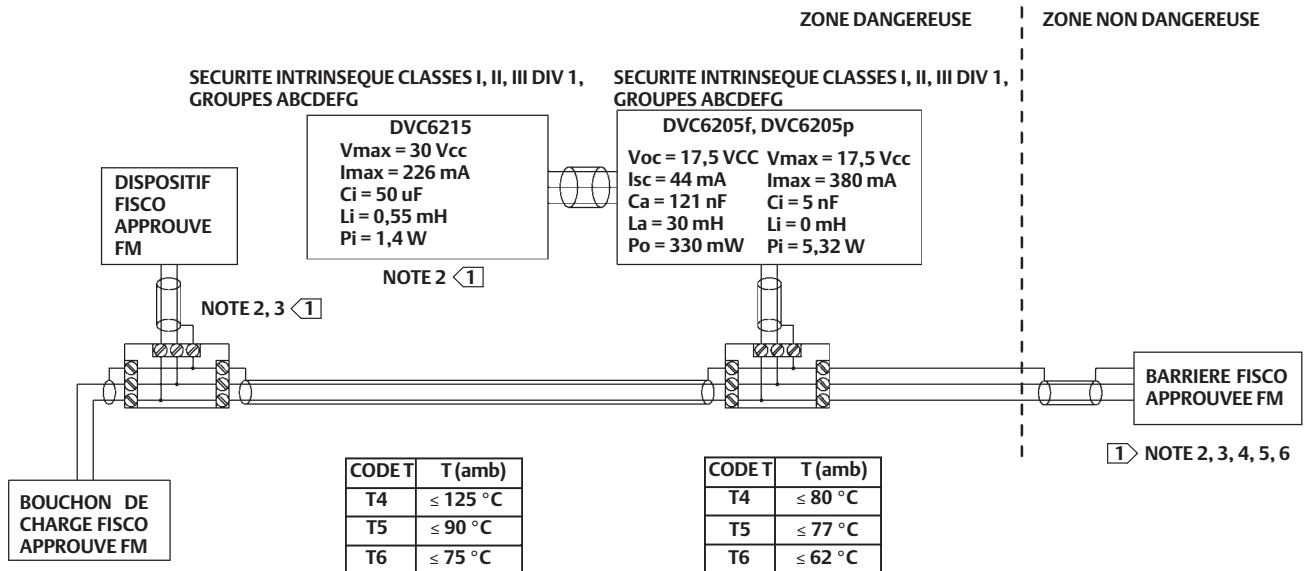 ZONE DANGEREUSE
ZONE NON DANGEREUSE
SECURITE INTRINSEQUE CLASSES I, II, III DIV 1,
GROUPES ABCDEFG
SECURITE INTRINSEQUE CLASSES I, II, III DIV 1,
GROUPES ABCDEFG
DVC6215
Vmax = 30 Vcc
Imax = 226 mA
Ci = 50 uF
Li = 0,55 mH
Pi = 1,4 W
DVC6205f, DVC6205p
Voc = 17,5 VCC
Isc = 44 mA
Ca = 121 nF
La = 30 mH
Po = 330 mW
Vmax = 17,5 Vcc
Imax = 380 mA
Ci = 5 nF
Li = 0 mH
Pi = 5,32 W
DISPOSITIF
FISCO
APPROUVE
FM
NOTE 2 1
NOTE 2, 3 1
BARRIERE FISCO
APPROUVEE FM
1 NOTE 2, 3, 4, 5, 6
BOUCHON DE
CHARGE FISCO
APPROUVE FM
CODE T T (amb)
T4 ≤ 125 °C
T5 ≤ 90 °C
T6 ≤ 75 °C
CODE T T (amb)
T4 ≤ 80 °C
T5 ≤ 77 °C
T6 ≤ 62 °C